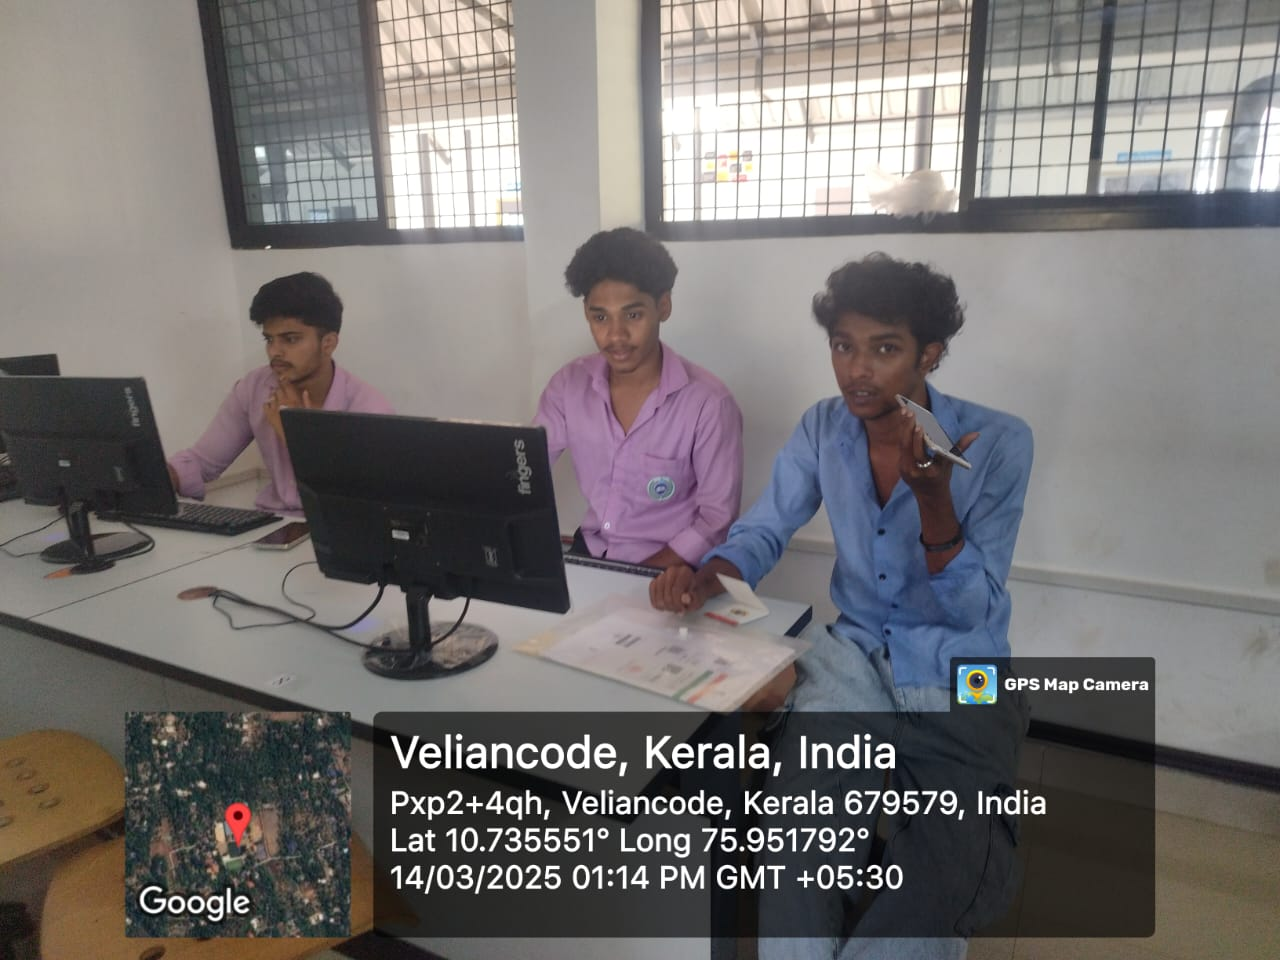 fingers
fingers
GPS Map Camera
Veliancode, Kerala, India
Pxp2+4qh, Veliancode, Kerala 679579, India
Lat 10.735551° Long 75.951792°
14/03/2025 01:14 PM GMT +05:30
Google